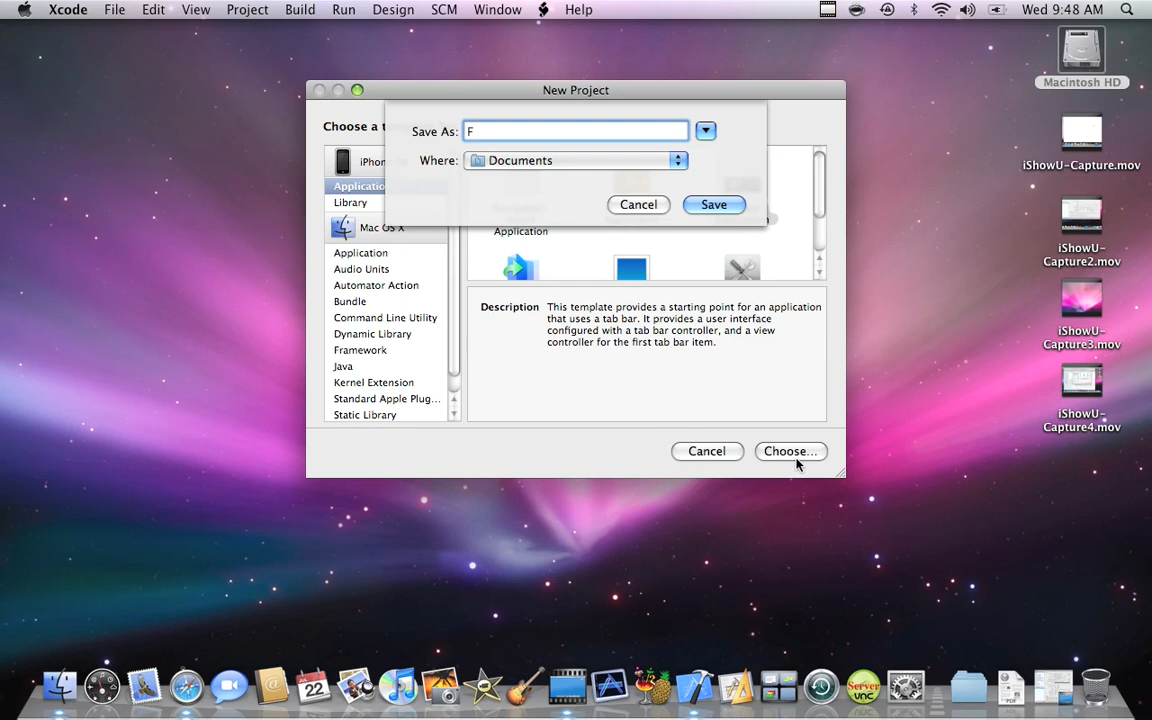 Xcode File Edit View Project Build Run Design SCM Window Help Wed 9:48 AM
Macintosh HD
iShowU-Capture.mov
iShowU-
Capture2.mov
iShowU-
Capture3.mov
iShowU-
Capture4.mov
New Project
Choose a t
Save As: F
Where: Documents
Cancel Save
iPhon
Applicatio
Library
Mac OS X
Application
Audio Units
Automator Action
Bundle
Command Line Utility
Dynamic Library
Framework
Java
Kernel Extension
Standard Apple Plug...
Static Library
Application
Description This template provides a starting point for an application
that uses a tab bar. It provides a user interface
configured with a tab bar controller, and a view
controller for the first tab bar item.
Cancel Choose...
JUL
22
PDF
Server
vnc